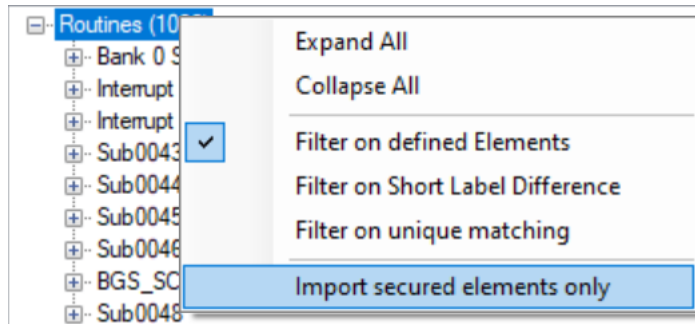 Routines (10
Bank 0 S
Interrupt
Interrupt
Sub0043
Sub0044
Sub0045
Sub0046
BGS_SC
Sub0048
Expand All
Collapse All
Filter on defined Elements
Filter on Short Label Difference
Filter on unique matching
Import secured elements only